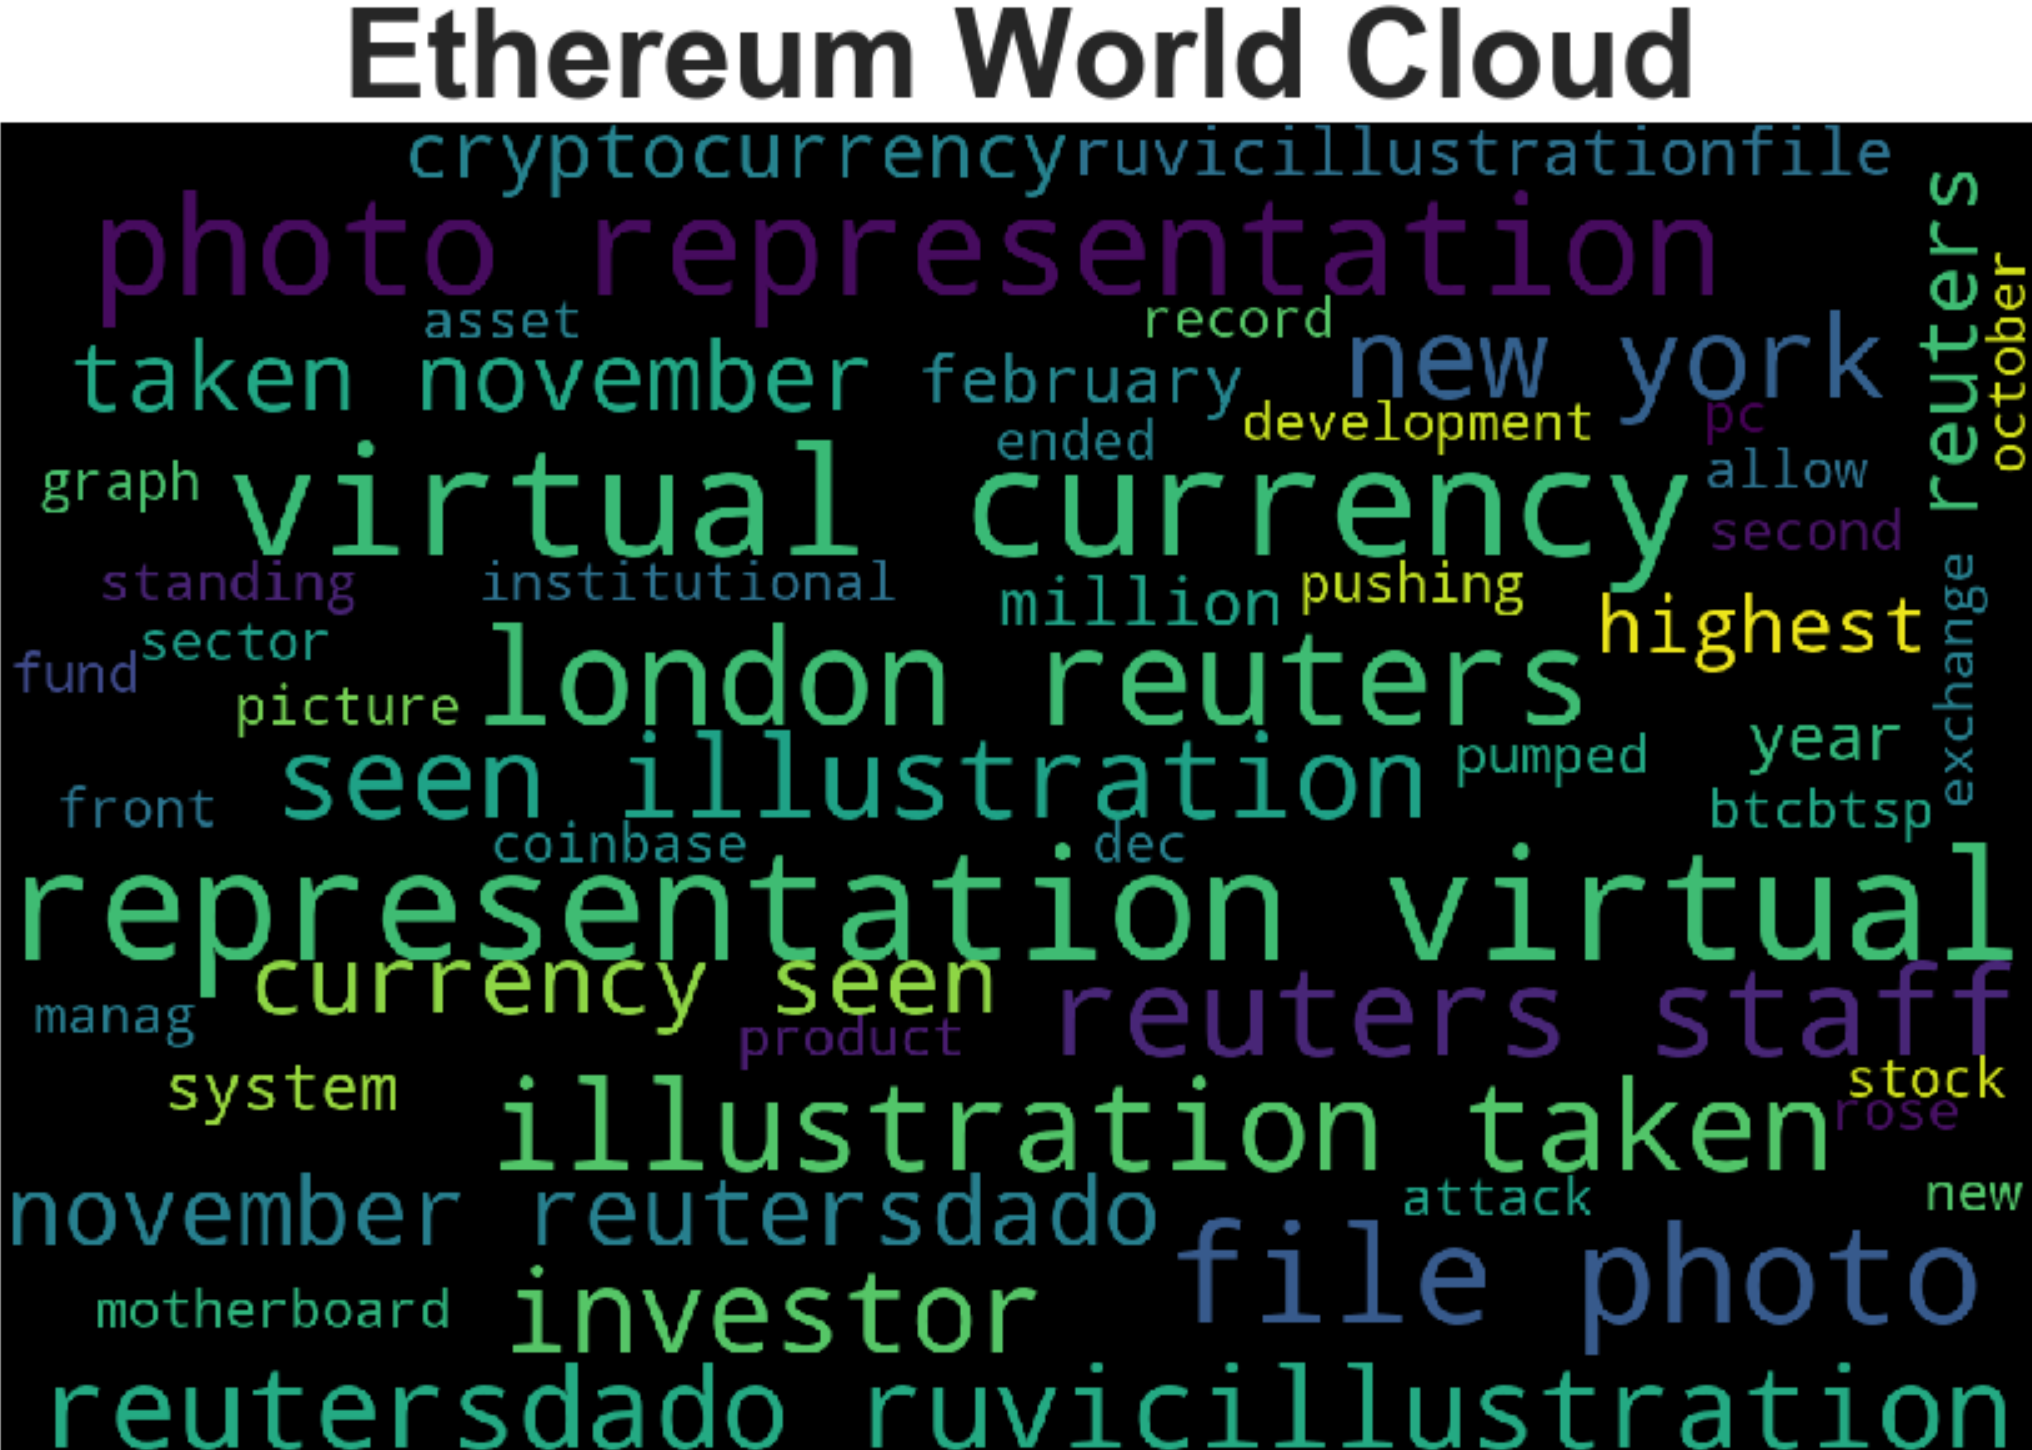 Ethereum World Cloud
cryptocurrency ruvicillustrationfile
photo representation
reuters
october
asset record
taken november february new york
ended development pc
graph virtual currency allow
second
standing institutional million pushing
highest
exchange
sector
fund london reuters
picture
seen illustration pumped year
front btcbtsp
coinbase dec
representation virtual
currency seen
manag product reuters staff
system stock
illustration taken rose
november reutersdado attack new
file photo
motherboard investor
reutersdado ruvicillustration